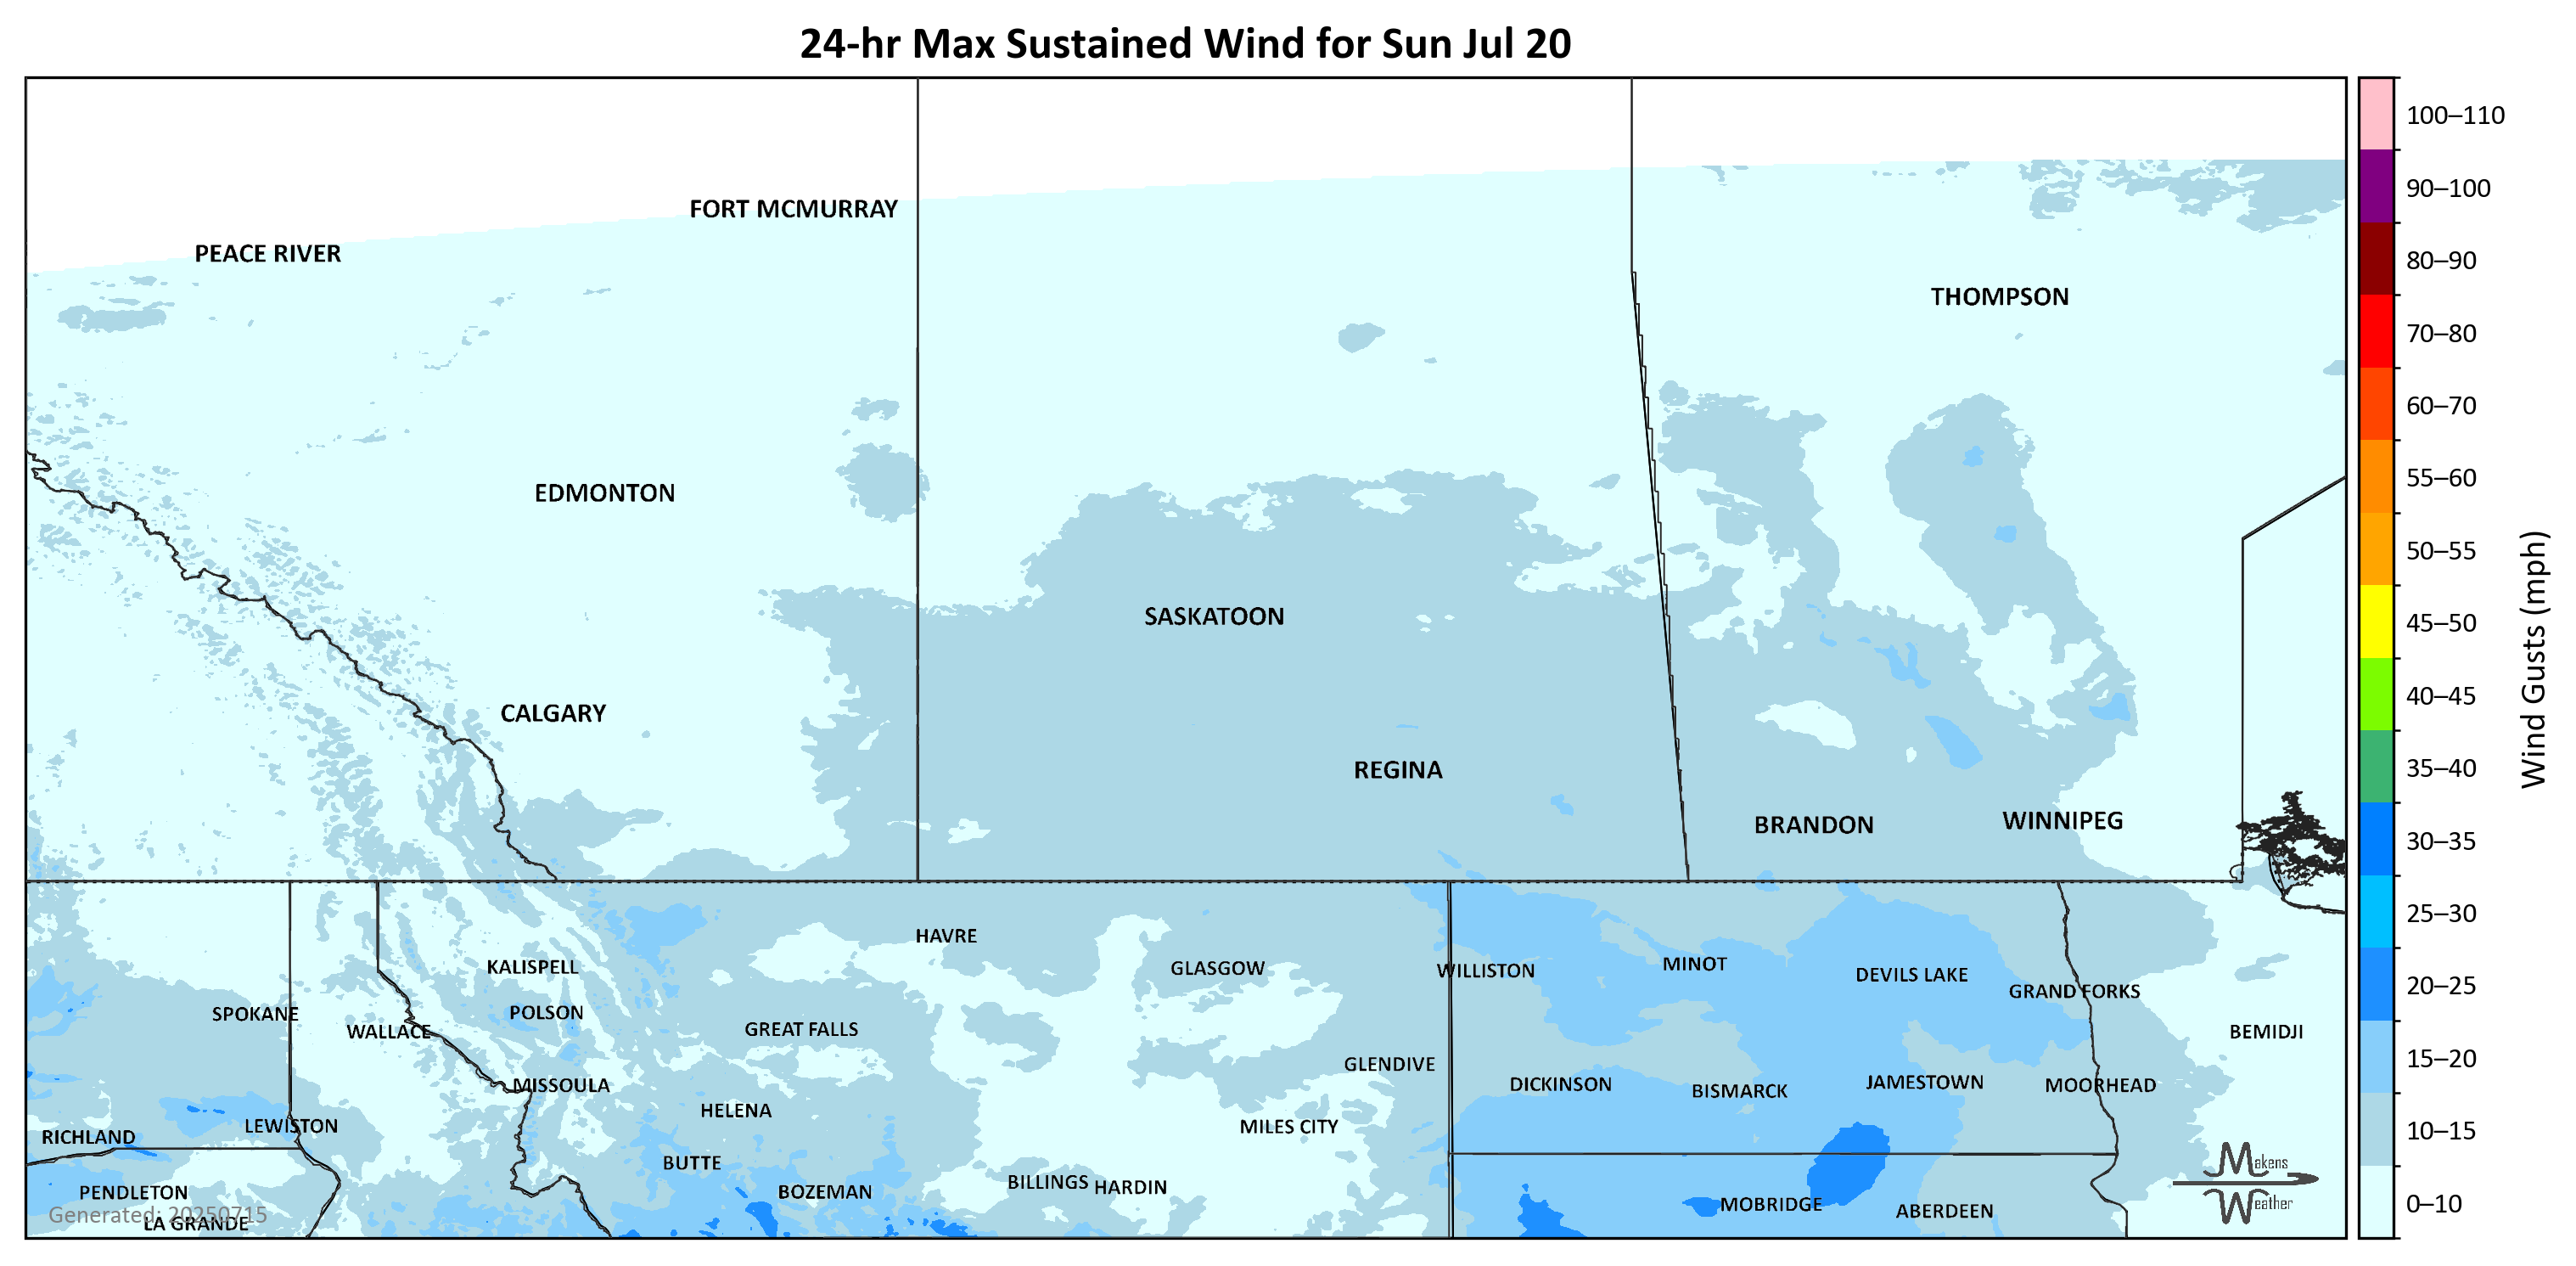 24-hr Max Sustained Wind for Sun Jul 20
100–110
90–100
80–90
70–80
60–70
55–60
50–55
45–50
40–45
35–40
30–35
25–30
20–25
15–20
10–15
0–10
Wind Gusts (mph)
FORT MCMURRAY
PEACE RIVER
THOMPSON
EDMONTON
SASKATOON
CALGARY
REGINA
BRANDON
WINNIPEG
HAVRE
KALISPELL
GLASGOW
WILLISTON
MINOT
DEVILS LAKE
GRAND FORKS
SPOKANE
POLSON
WALLACE
GREAT FALLS
BEMIDJI
GLENDIVE
MISSOULA
DICKINSON
BISMARCK
JAMESTOWN
MOORHEAD
HELENA
LEWISTON
MILES CITY
RICHLAND
BUTTE
PENDLETON
BOZEMAN
BILLINGS
HARDIN
MOBRIDGE
ABERDEEN
LA GRANDE
Generated: 20250715
Makens
Weather